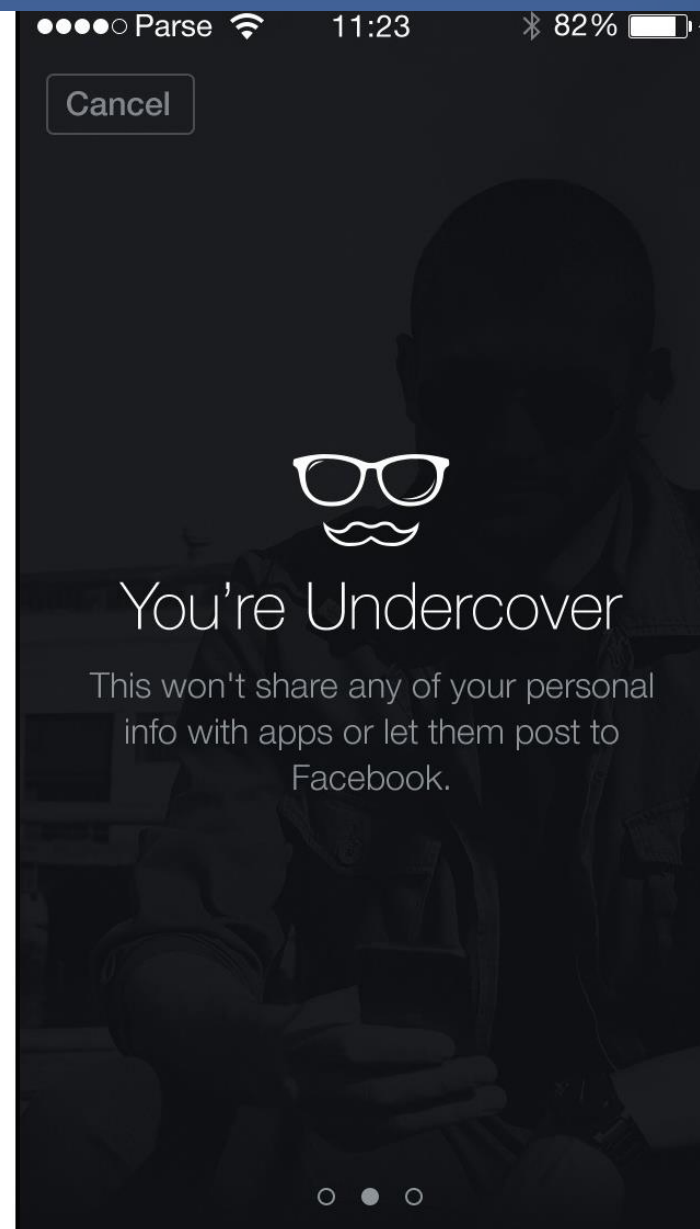 Parse 11:23 82%
Cancel
You're Undercover
This won't share any of your personal
info with apps or let them post to
Facebook.